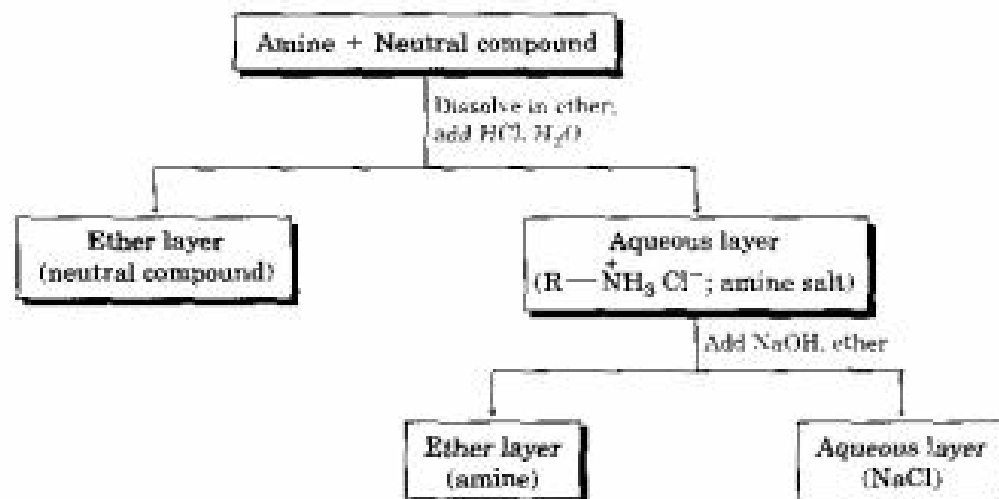 Amine + Neutral compound
Dissolve in ether;
add HCl, H₂O
Ether layer
(neutral compound)
Aqueous layer
(R—N⁺H₃ Cl⁻; amine salt)
Add NaOH, ether
Ether layer
(amine)
Aqueous layer
(NaCl)